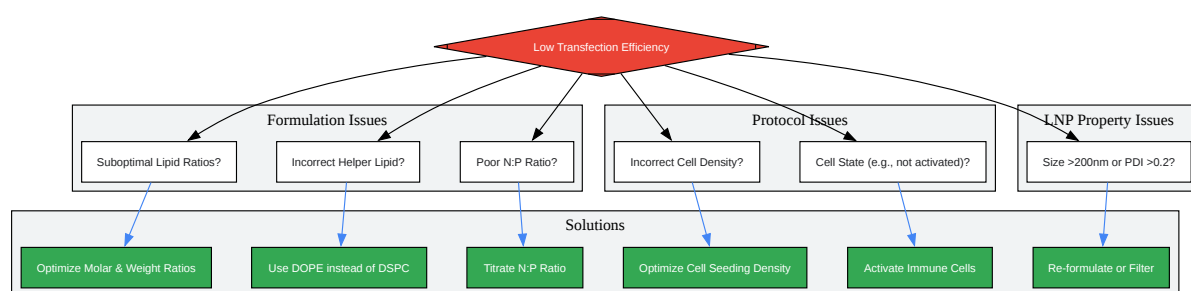 Low Transfection Efficiency
Formulation Issues
Protocol Issues
LNP Property Issues
Suboptimal Lipid Ratios?
Incorrect Helper Lipid?
Poor N:P Ratio?
Incorrect Cell Density?
Cell State (e.g., not activated)?
Size >200nm or PDI >0.2?
Solutions
Optimize Molar & Weight Ratios
Use DOPE instead of DSPC
Titrate N:P Ratio
Optimize Cell Seeding Density
Activate Immune Cells
Re-formulate or Filter